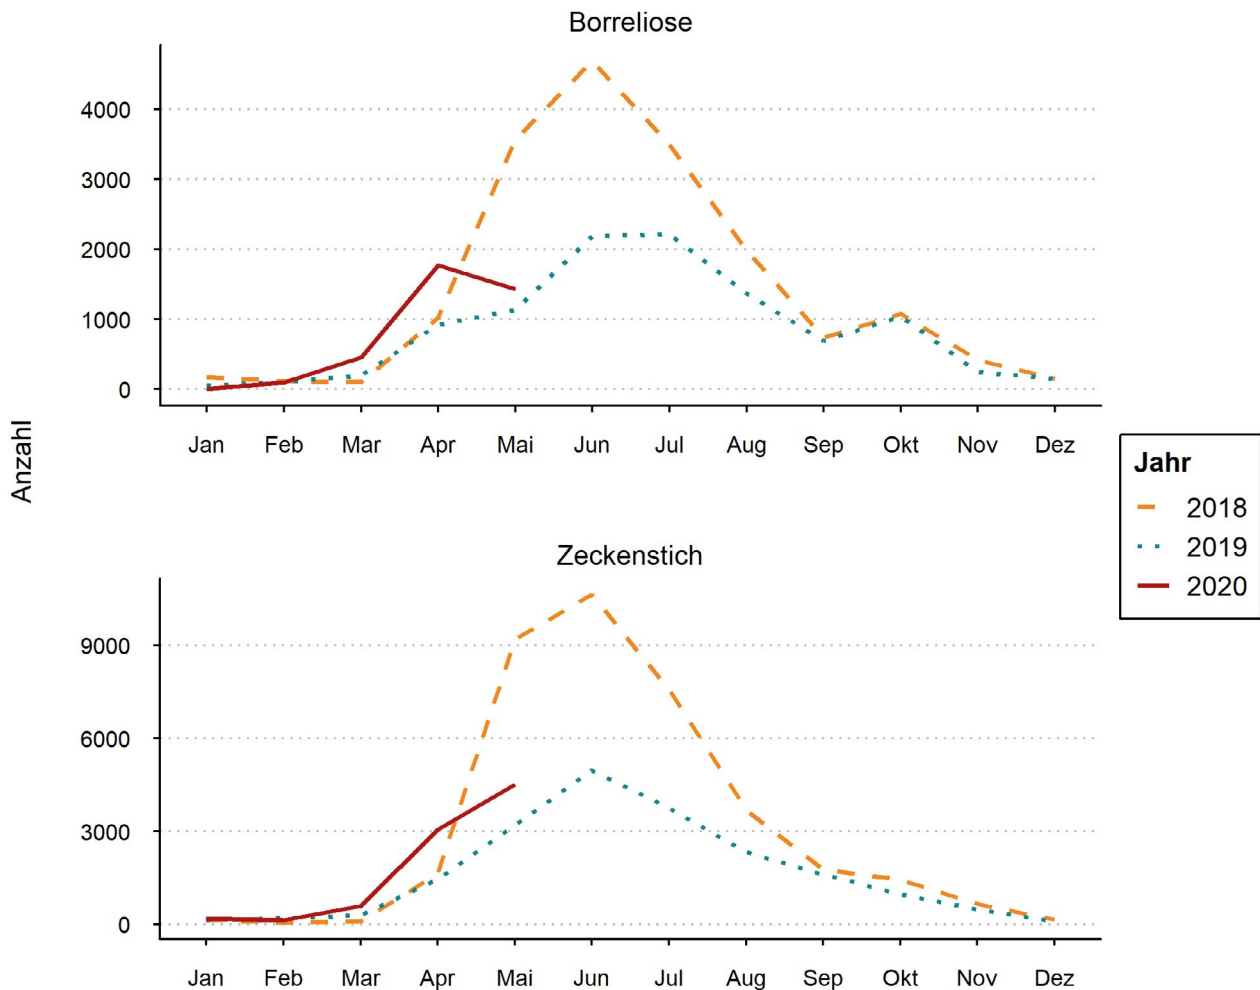 Borreliose
4000
3000
2000
1000
0
Jan Feb Mar Apr Mai Jun Jul Aug Sep Okt Nov Dez
Anzahl
Zeckenstich
9000
6000
3000
0
Jan Feb Mar Apr Mai Jun Jul Aug Sep Okt Nov Dez
Jahr
2018
2019
2020